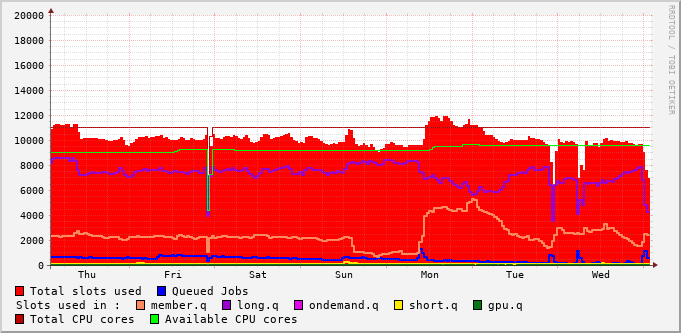 20000
18000
16000
14000
12000
10000
8000
6000
4000
2000
0
Thu Fri Sat Sun Mon Tue Wed
Total slots used Queued Jobs
Slots used in : member.q long.q ondemand.q short.q gpu.q
Total CPU cores Available CPU cores
RRDTOOL / TOBI OETIKER